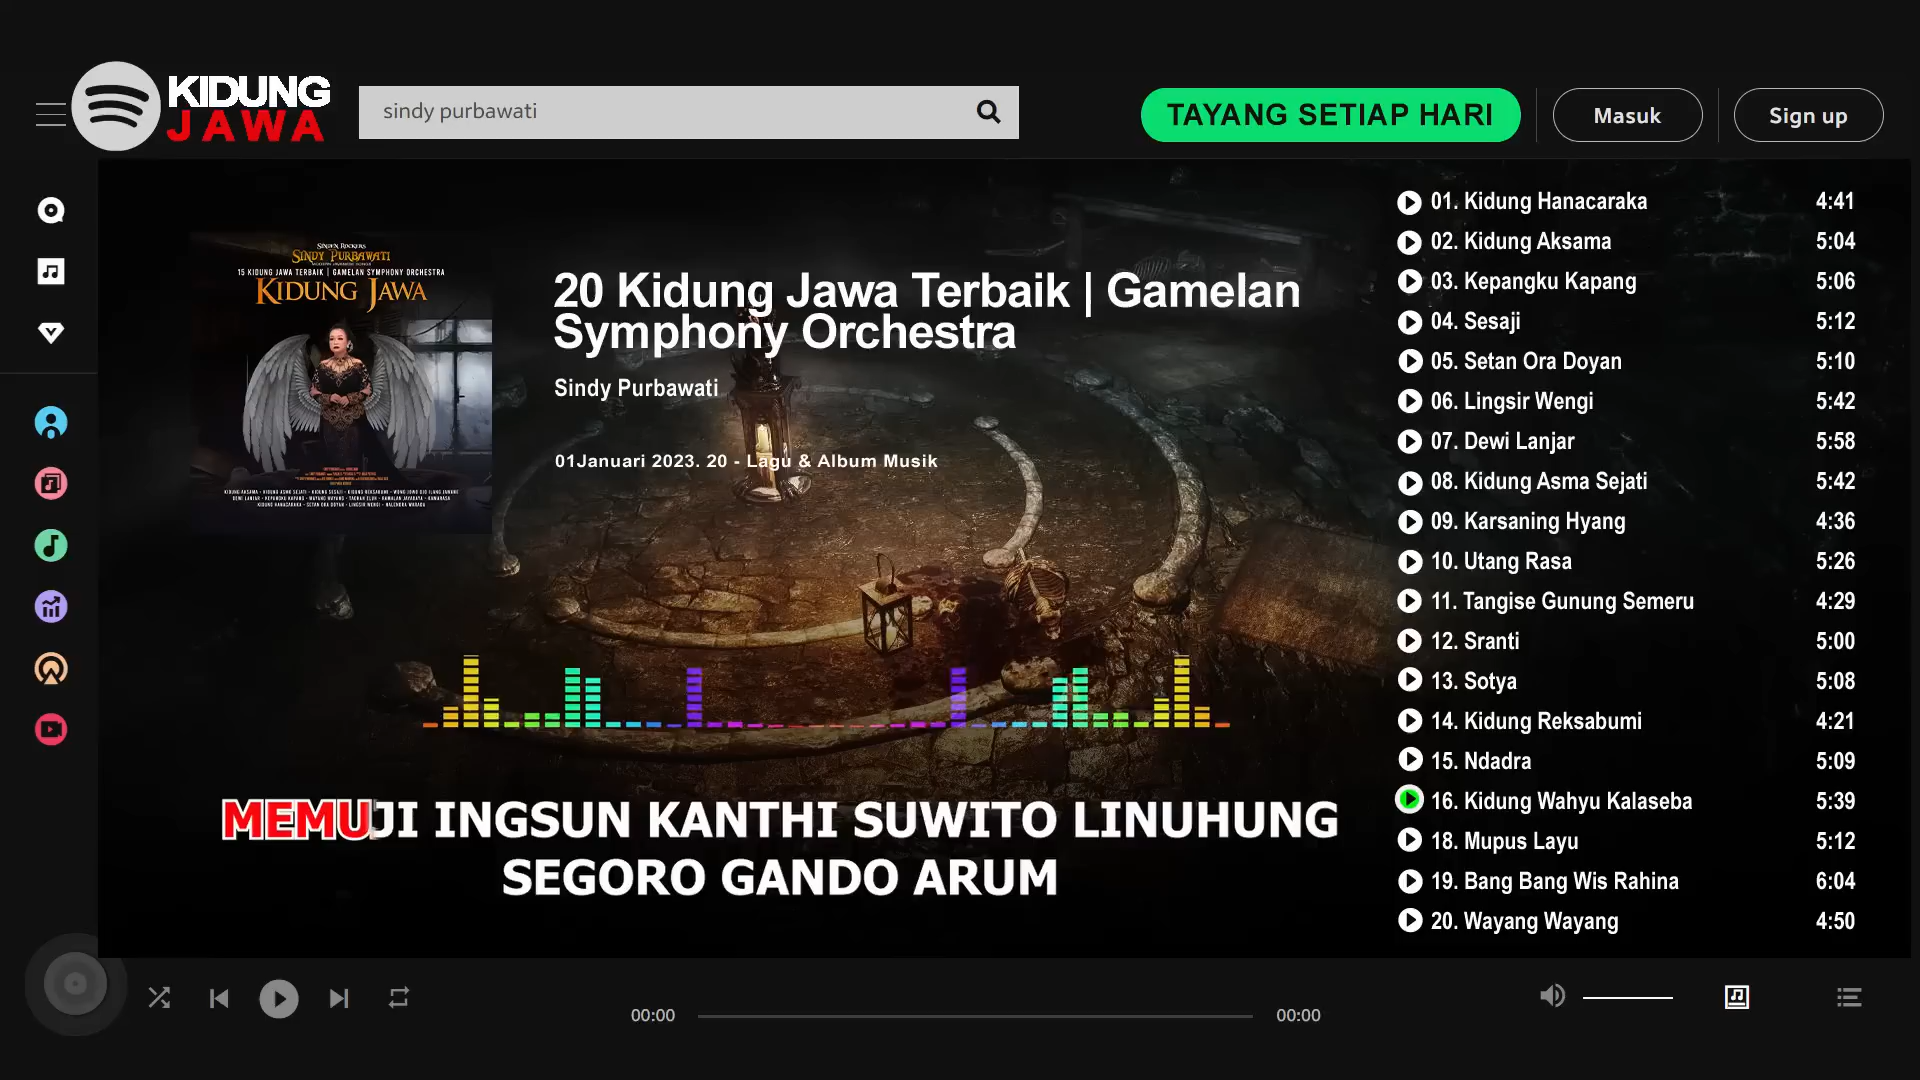 KIDUNG
JAWA
sindy purbawati
TAYANG SETIAP HARI
Masuk
Sign up
SINDEN ROCKERS
SINDY PURBAWATI
15 KIDUNG JAWA TERBAIK | GAMELAN SYMPHONY ORCHESTRA
KIDUNG JAWA
20 Kidung Jawa Terbaik | Gamelan
Symphony Orchestra
Sindy Purbawati
01Januari 2023. 20 - Lagu & Album Musik
01. Kidung Hanacaraka 4:41
02. Kidung Aksama 5:04
03. Kepangku Kapang 5:06
04. Sesaji 5:12
05. Setan Ora Doyan 5:10
06. Lingsir Wengi 5:42
07. Dewi Lanjar 5:58
08. Kidung Asma Sejati 5:42
09. Karsaning Hyang 4:36
10. Utang Rasa 5:26
11. Tangise Gunung Semeru 4:29
12. Sranti 5:00
13. Sotya 5:08
14. Kidung Reksabumi 4:21
15. Ndadra 5:09
16. Kidung Wahyu Kalaseba 5:39
18. Mupus Layu 5:12
19. Bang Bang Wis Rahina 6:04
20. Wayang Wayang 4:50
MEMUJI INGSUN KANTHI SUWITO LINUHUNG
SEGORO GANDO ARUM
00:00
00:00